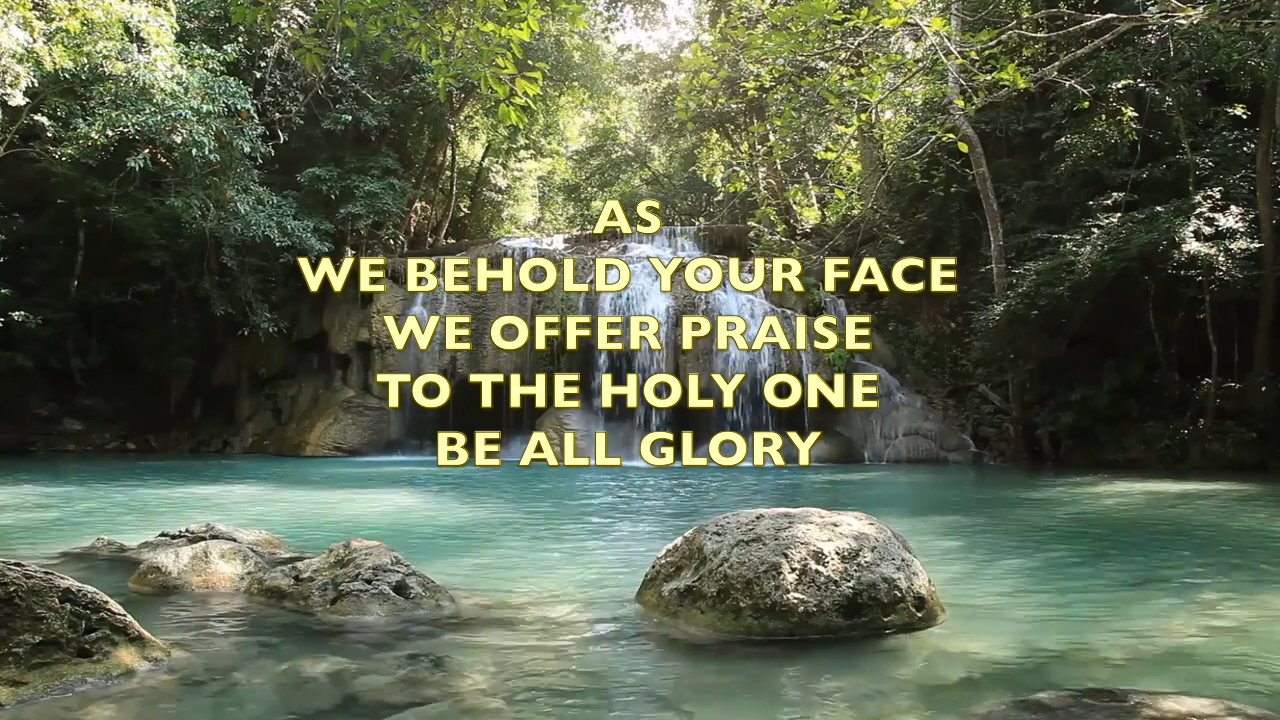 AS
WE BEHOLD YOUR FACE
WE OFFER PRAISE
TO THE HOLY ONE
BE ALL GLORY